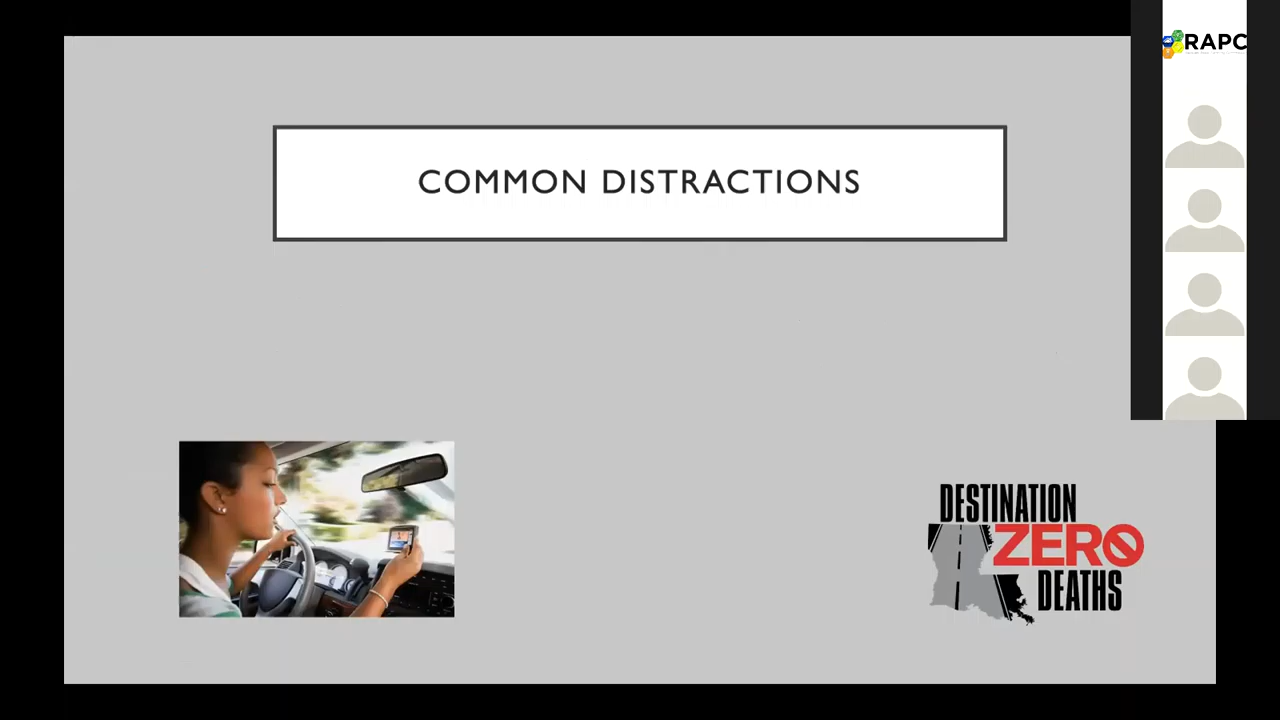 COMMON DISTRACTIONS
RAPC
DESTINATION
ZERO
DEATHS